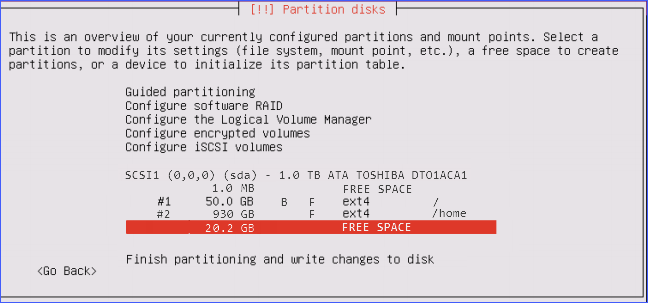 [!!] Partition disks
This is an overview of your currently configured partitions and mount points. Select a
partition to modify its settings (file system, mount point, etc.), a free space to create
partitions, or a device to initialize its partition table.
Guided partitioning
Configure software RAID
Configure the Logical Volume Manager
Configure encrypted volumes
Configure iSCSI volumes
SCSI1 (0,0,0) (sda) - 1.0 TB ATA TOSHIBA DTO1ACA1
1.0 MB FREE SPACE
#1 50.0 GB B F ext4 /
#2 930 GB F ext4 /home
20.2 GB FREE SPACE
Finish partitioning and write changes to disk
<Go Back>